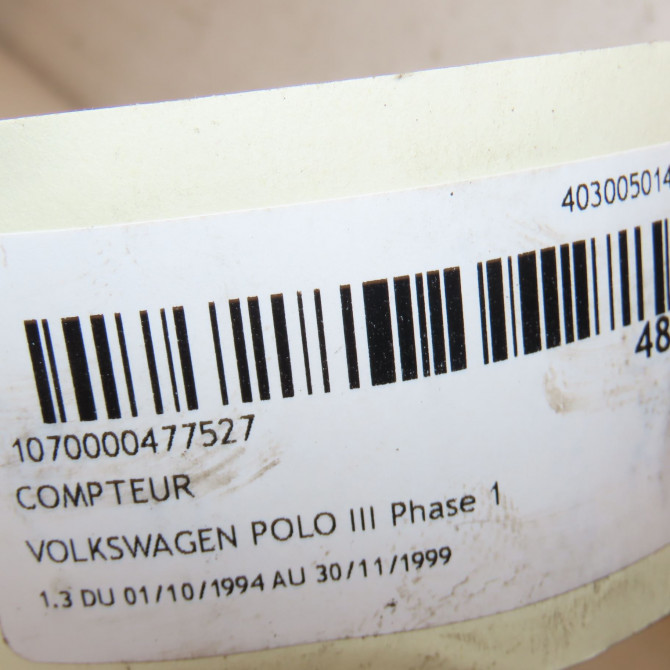 403005014
48
1070000477527
COMPTEUR
VOLKSWAGEN POLO III Phase 1
1.3 DU 01/10/1994 AU 30/11/1999